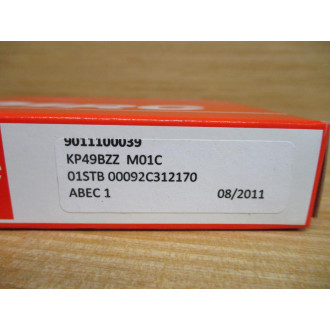 9011100039
KP49BZZ M01C
01STB 00092C312170
ABEC 1 08/2011